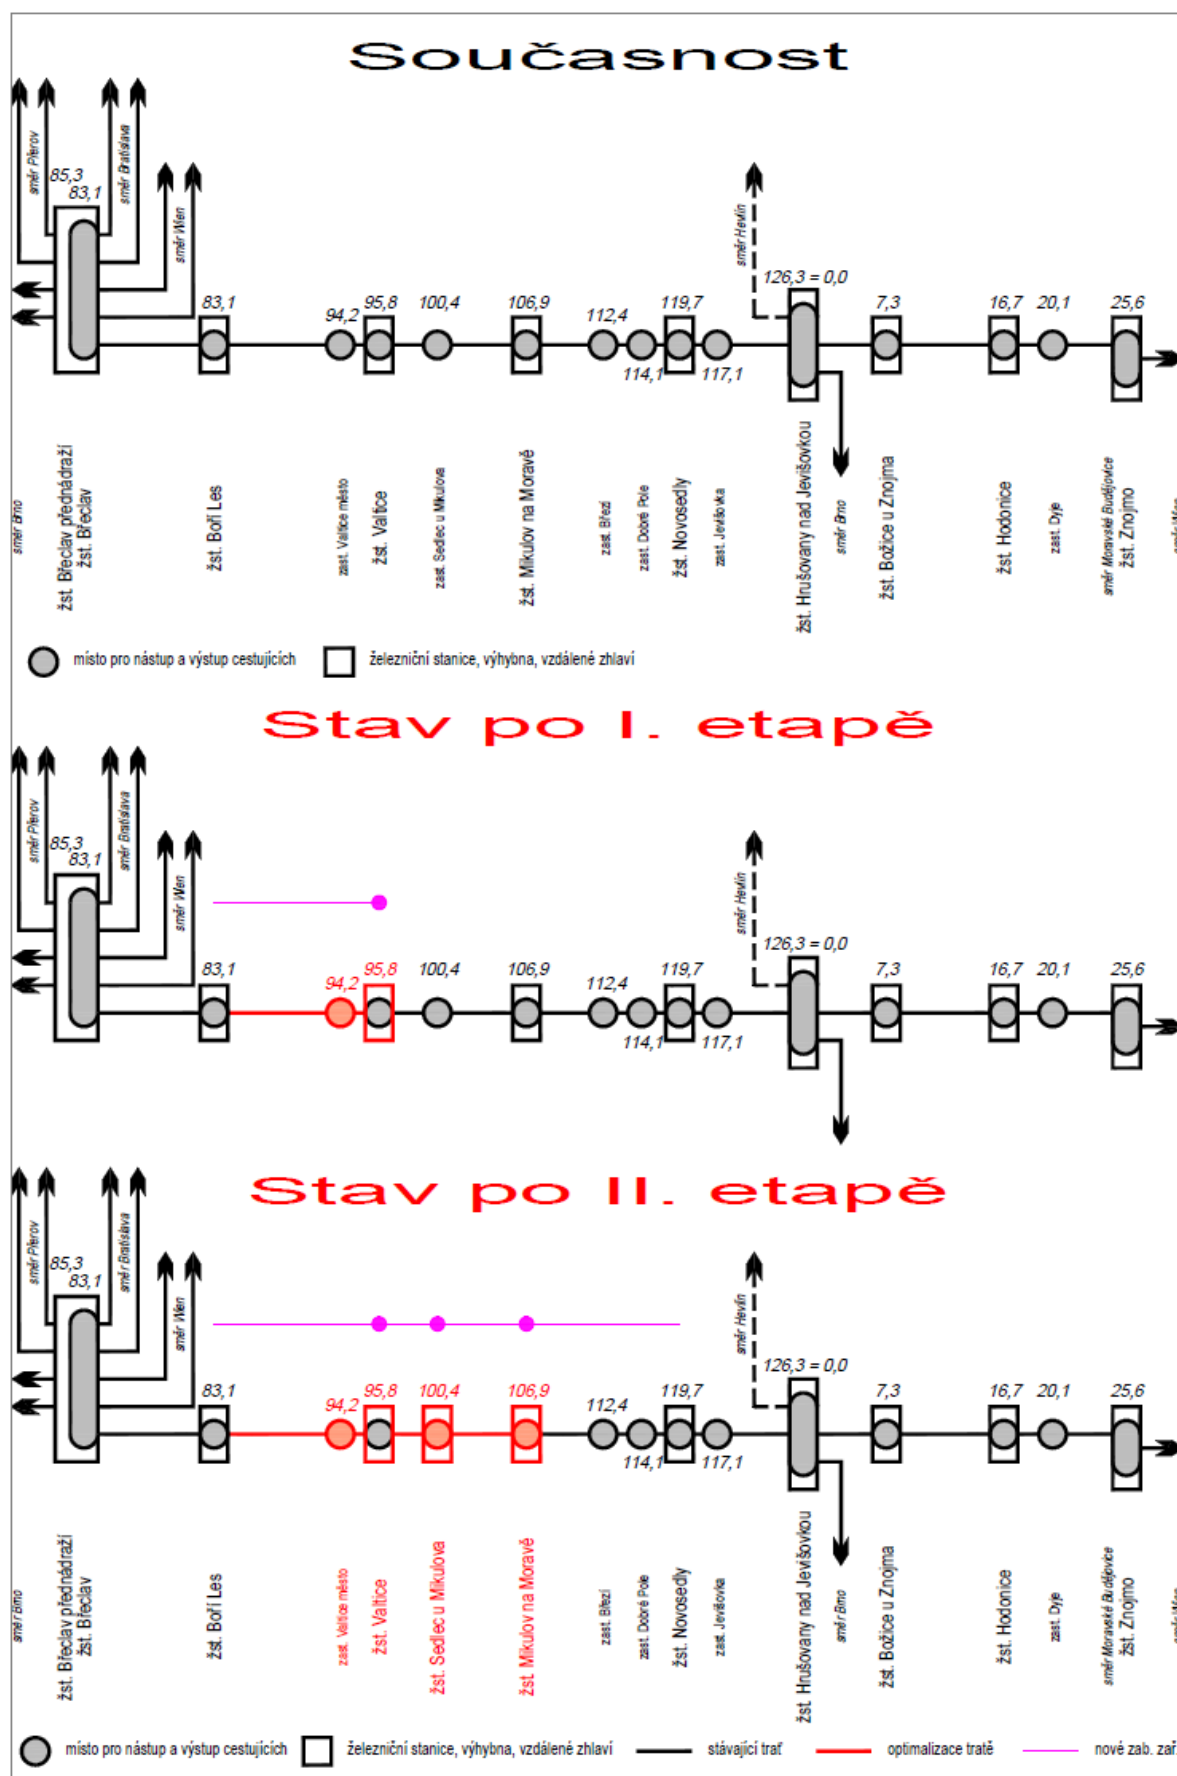 Současnost
směr Přerov
85,3
83,1
směr Bratislava
směr Wien
83,1
94,2
95,8
100,4
106,9
112,4
114,1
119,7
117,1
směr Hevlín
126,3 = 0,0
7,3
16,7
20,1
25,6
směr Brno
žst. Břeclav přednádraží
žst. Břeclav
žst. Boří Les
zast. Valtice město
žst. Valtice
zast. Sedlec u Mikulova
žst. Mikulov na Moravě
zast. Březí
zast. Dobré Pole
žst. Novosedly
zast. Jevišovka
žst. Hrušovany nad Jevišovkou
směr Brno
žst. Božice u Znojma
žst. Hodonice
zast. Dyje
směr Moravské Budějovice
žst. Znojmo
místo pro nástup a výstup cestujících
železniční stanice, výhybna, vzdálené zhlaví
Stav po I. etapě
směr Přerov
85,3
83,1
směr Bratislava
směr Wien
83,1
94,2
95,8
100,4
106,9
112,4
114,1
119,7
117,1
směr Hevlín
126,3 = 0,0
7,3
16,7
20,1
25,6
Stav po II. etapě
směr Přerov
85,3
83,1
směr Bratislava
směr Wien
83,1
94,2
95,8
100,4
106,9
112,4
114,1
119,7
117,1
směr Hevlín
126,3 = 0,0
7,3
16,7
20,1
25,6
směr Brno
žst. Břeclav přednádraží
žst. Břeclav
žst. Boří Les
zast. Valtice město
žst. Valtice
žst. Sedlec u Mikulova
žst. Mikulov na Moravě
zast. Březí
zast. Dobré Pole
žst. Novosedly
zast. Jevišovka
žst. Hrušovany nad Jevišovkou
směr Brno
žst. Božice u Znojma
žst. Hodonice
zast. Dyje
směr Moravské Budějovice
žst. Znojmo
místo pro nástup a výstup cestujících
železniční stanice, výhybna, vzdálené zhlaví
stávající trať
optimalizace tratě
nové zab. zař.